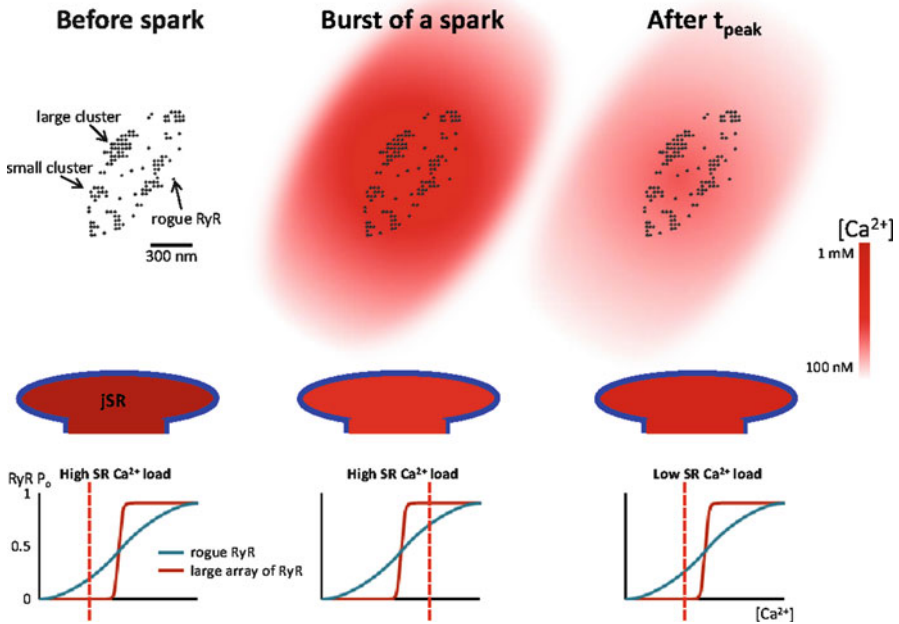 Before spark
Burst of a spark
After t_peak
large cluster
small cluster
rogue RyR
300 nm
[Ca²⁺]
1 mM
100 nM
jSR
High SR Ca²⁺ load
High SR Ca²⁺ load
Low SR Ca²⁺ load
RyR Pₒ
1
0.5
0
rogue RyR
large array of RyR
[Ca²⁺]